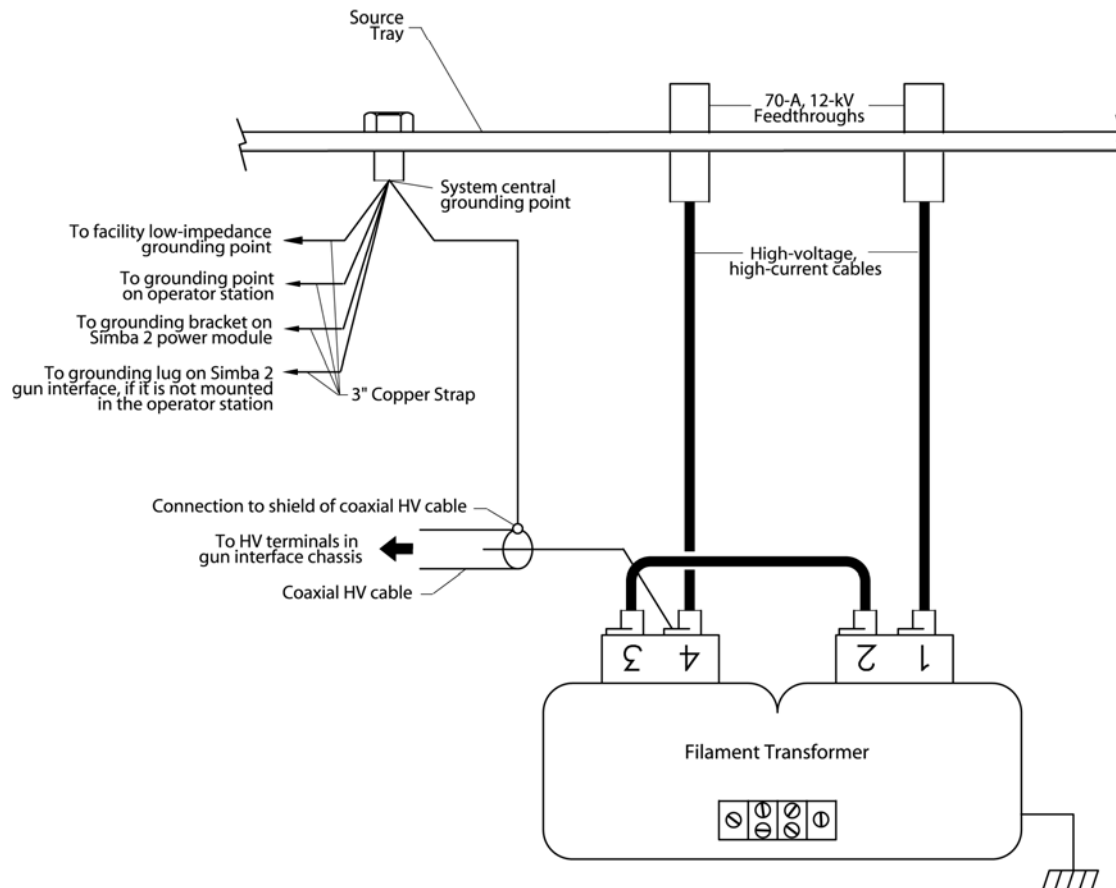 Source
Tray
70-A, 12-kV
Feedthroughs
System central
grounding point
To facility low-impedance
grounding point
To grounding point
on operator station
To grounding bracket on
Simba 2 power module
To grounding lug on Simba 2
gun interface, if it is not mounted
in the operator station
3" Copper Strap
High-voltage,
high-current cables
Connection to shield of coaxial HV cable
To HV terminals in
gun interface chassis
Coaxial HV cable
3 4 2 1
Filament Transformer